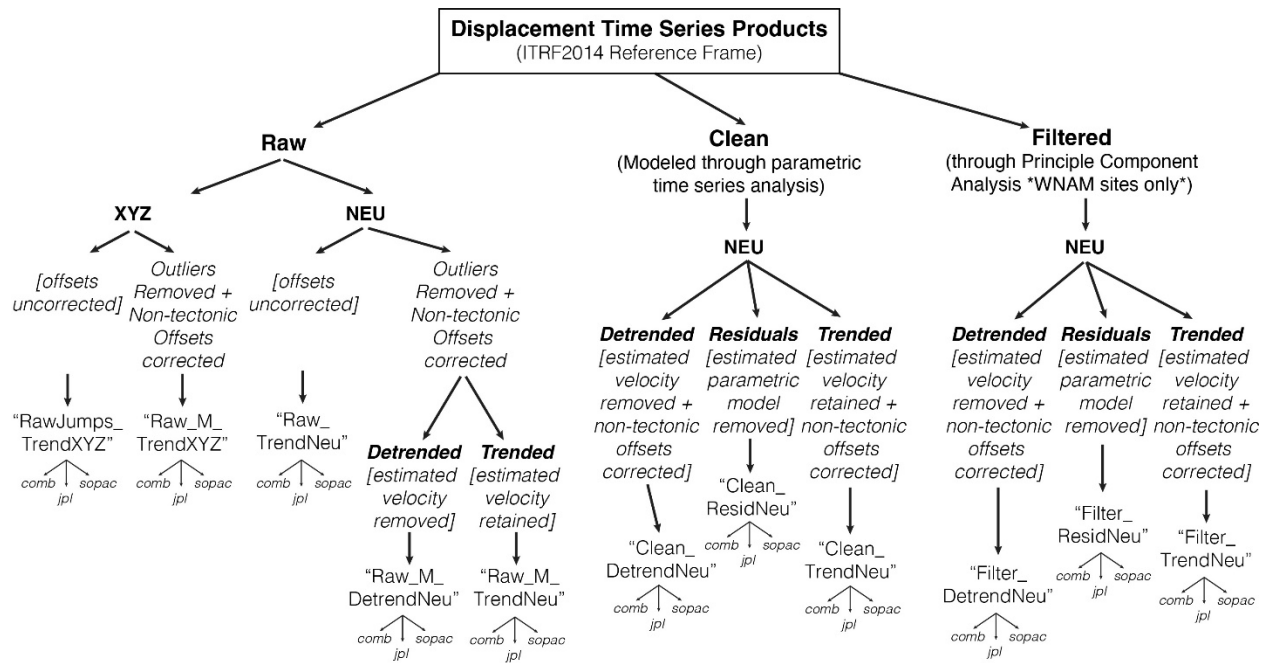 Displacement Time Series Products
(ITRF2014 Reference Frame)
Raw
XYZ
[offsets
uncorrected]
“RawJumps_
TrendXYZ”
comb
jpl
sopac
Outliers
Removed +
Non-tectonic
Offsets
corrected
“Raw_M_
TrendXYZ”
comb
jpl
sopac
NEU
[offsets
uncorrected]
“Raw_
TrendNeu”
comb
jpl
sopac
Outliers
Removed +
Non-tectonic
Offsets
corrected
Detrended
[estimated
velocity
removed]
“Raw_M_
DetrendNeu”
comb
jpl
sopac
Trended
[estimated
velocity
retained]
“Raw_M_
TrendNeu”
comb
jpl
sopac
Clean
(Modeled through parametric
time series analysis)
NEU
Detrended
[estimated
velocity
removed +
non-tectonic
offsets
corrected]
“Clean_
DetrendNeu”
comb
jpl
sopac
Residuals
[estimated
parametric
model
removed]
“Clean_
ResidNeu”
comb
jpl
sopac
Trended
[estimated
velocity
retained +
non-tectonic
offsets
corrected]
“Clean_
TrendNeu”
comb
jpl
sopac
Filtered
(through Principle Component
Analysis *WNAM sites only*)
NEU
Detrended
[estimated
velocity
removed +
non-tectonic
offsets
corrected]
“Filter_
DetrendNeu”
comb
jpl
sopac
Residuals
[estimated
parametric
model
removed]
“Filter_
ResidNeu”
comb
jpl
sopac
Trended
[estimated
velocity
retained +
non-tectonic
offsets
corrected]
“Filter_
TrendNeu”
comb
jpl
sopac